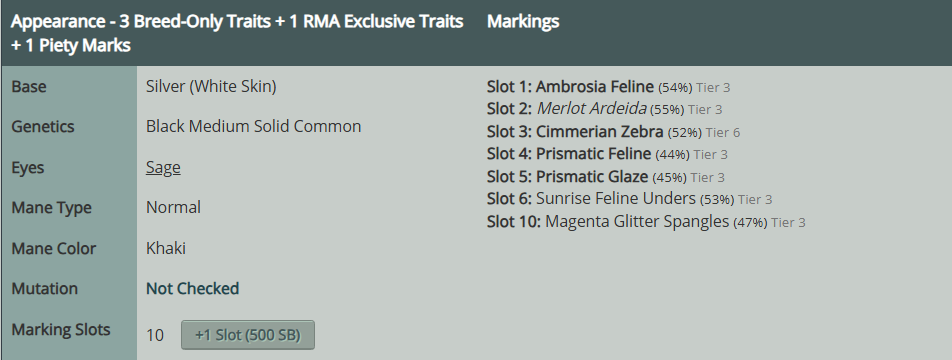 Appearance - 3 Breed-Only Traits + 1 RMA Exclusive Traits
+ 1 Piety Marks
Markings
Base
Silver (White Skin)
Genetics
Black Medium Solid Common
Eyes
Sage
Mane Type
Normal
Mane Color
Khaki
Mutation
Not Checked
Marking Slots
10
+1 Slot (500 SB)
Slot 1: Ambrosia Feline (54%) Tier 3
Slot 2: Merlot Ardeida (55%) Tier 3
Slot 3: Cimmerian Zebra (52%) Tier 6
Slot 4: Prismatic Feline (44%) Tier 3
Slot 5: Prismatic Glaze (45%) Tier 3
Slot 6: Sunrise Feline Unders (53%) Tier 3
Slot 10: Magenta Glitter Spangles (47%) Tier 3